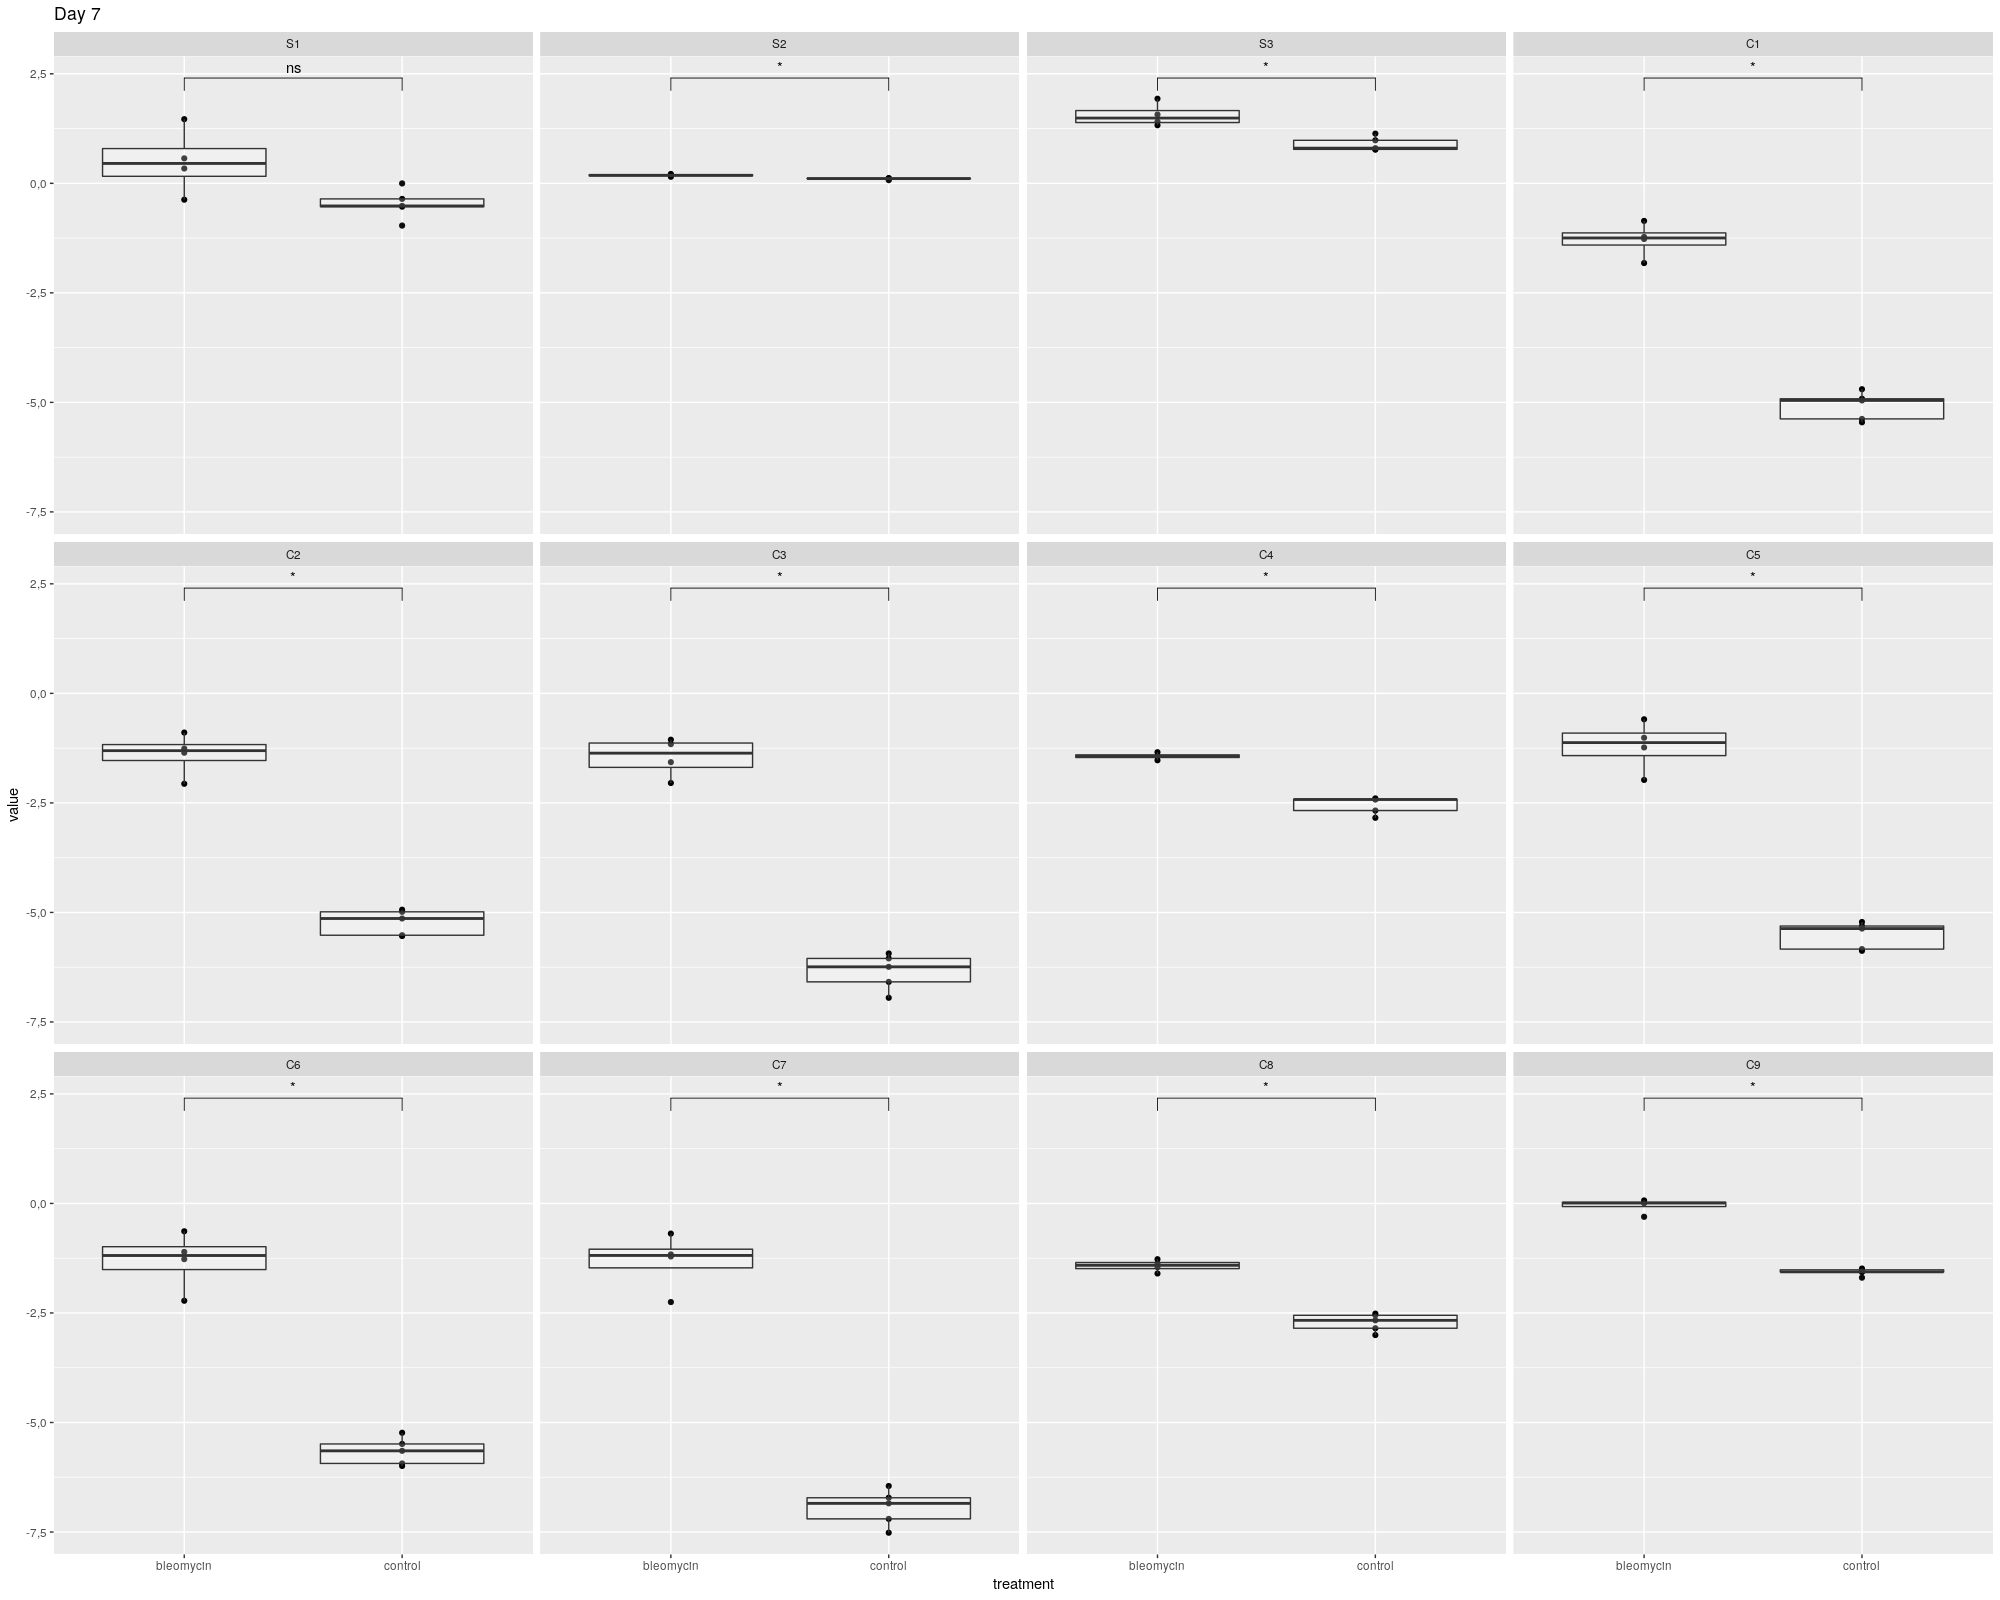 Day 7
S1 S2 S3 C1
ns * * *
2,5
0,0
-2,5
-5,0
-7,5
C2 C3 C4 C5
* * * *
2,5
0,0
-2,5
-5,0
-7,5
value
C6 C7 C8 C9
* * * *
2,5
0,0
-2,5
-5,0
-7,5
bleomycin control bleomycin control bleomycin control bleomycin control
treatment